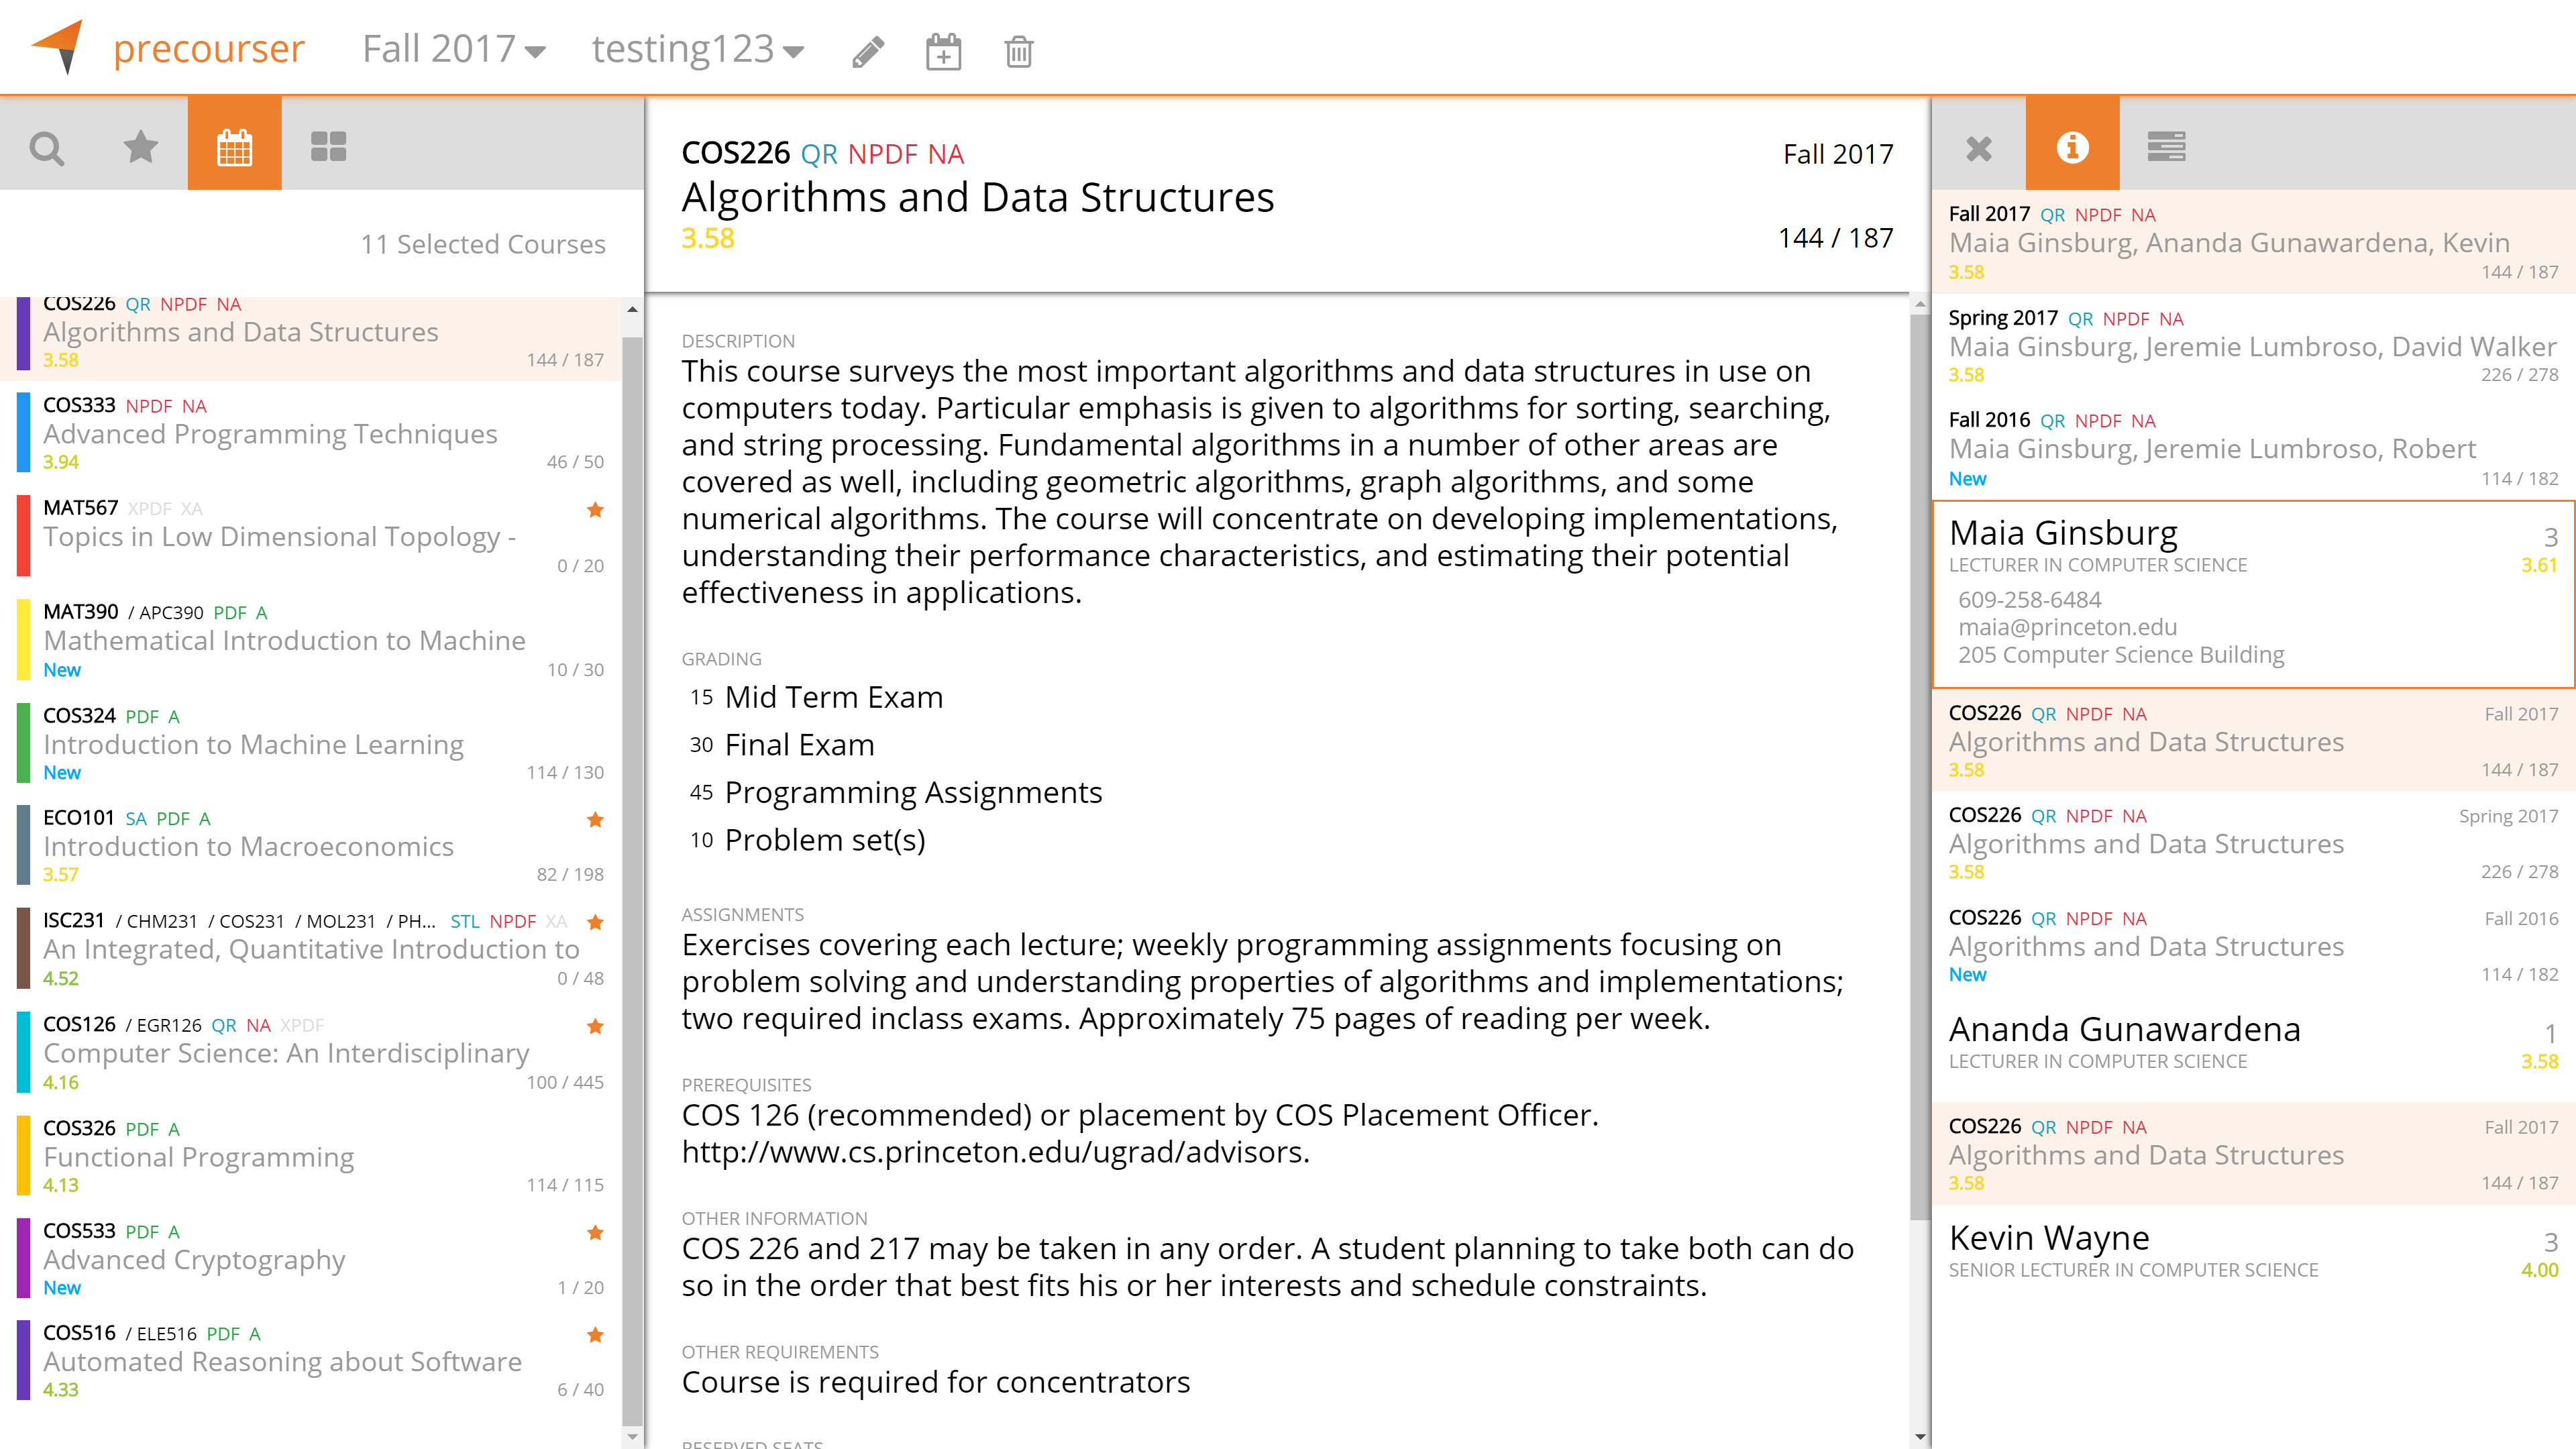 precourser
Fall 2017
testing123
11 Selected Courses
COS226 QR NPDF NA
Algorithms and Data Structures
3.58 144 / 187
COS333 NPDF NA
Advanced Programming Techniques
3.94 46 / 50
MAT567 XPDF XA
Topics in Low Dimensional Topology -
0 / 20
MAT390 / APC390 PDF A
Mathematical Introduction to Machine
New 10 / 30
COS324 PDF A
Introduction to Machine Learning
New 114 / 130
ECO101 SA PDF A
Introduction to Macroeconomics
3.57 82 / 198
ISC231 / CHM231 / COS231 / MOL231 / PH... STL NPDF XA
An Integrated, Quantitative Introduction to
4.52 0 / 48
COS126 / EGR126 QR NA XPDF
Computer Science: An Interdisciplinary
4.16 100 / 445
COS326 PDF A
Functional Programming
4.13 114 / 115
COS533 PDF A
Advanced Cryptography
New 1 / 20
COS516 / ELE516 PDF A
Automated Reasoning about Software
4.33 6 / 40
COS226 QR NPDF NA Fall 2017
Algorithms and Data Structures
3.58 144 / 187
DESCRIPTION
This course surveys the most important algorithms and data structures in use on
computers today. Particular emphasis is given to algorithms for sorting, searching,
and string processing. Fundamental algorithms in a number of other areas are
covered as well, including geometric algorithms, graph algorithms, and some
numerical algorithms. The course will concentrate on developing implementations,
understanding their performance characteristics, and estimating their potential
effectiveness in applications.
GRADING
15 Mid Term Exam
30 Final Exam
45 Programming Assignments
10 Problem set(s)
ASSIGNMENTS
Exercises covering each lecture; weekly programming assignments focusing on
problem solving and understanding properties of algorithms and implementations;
two required inclass exams. Approximately 75 pages of reading per week.
PREREQUISITES
COS 126 (recommended) or placement by COS Placement Officer.
http://www.cs.princeton.edu/ugrad/advisors.
OTHER INFORMATION
COS 226 and 217 may be taken in any order. A student planning to take both can do
so in the order that best fits his or her interests and schedule constraints.
OTHER REQUIREMENTS
Course is required for concentrators
RESERVED SEATS
Fall 2017 QR NPDF NA
Maia Ginsburg, Ananda Gunawardena, Kevin
3.58 144 / 187
Spring 2017 QR NPDF NA
Maia Ginsburg, Jeremie Lumbroso, David Walker
3.58 226 / 278
Fall 2016 QR NPDF NA
Maia Ginsburg, Jeremie Lumbroso, Robert
New 114 / 182
Maia Ginsburg 3
LECTURER IN COMPUTER SCIENCE 3.61
609-258-6484
maia@princeton.edu
205 Computer Science Building
COS226 QR NPDF NA Fall 2017
Algorithms and Data Structures
3.58 144 / 187
COS226 QR NPDF NA Spring 2017
Algorithms and Data Structures
3.58 226 / 278
COS226 QR NPDF NA Fall 2016
Algorithms and Data Structures
New 114 / 182
Ananda Gunawardena 1
LECTURER IN COMPUTER SCIENCE 3.58
COS226 QR NPDF NA Fall 2017
Algorithms and Data Structures
3.58 144 / 187
Kevin Wayne 3
SENIOR LECTURER IN COMPUTER SCIENCE 4.00